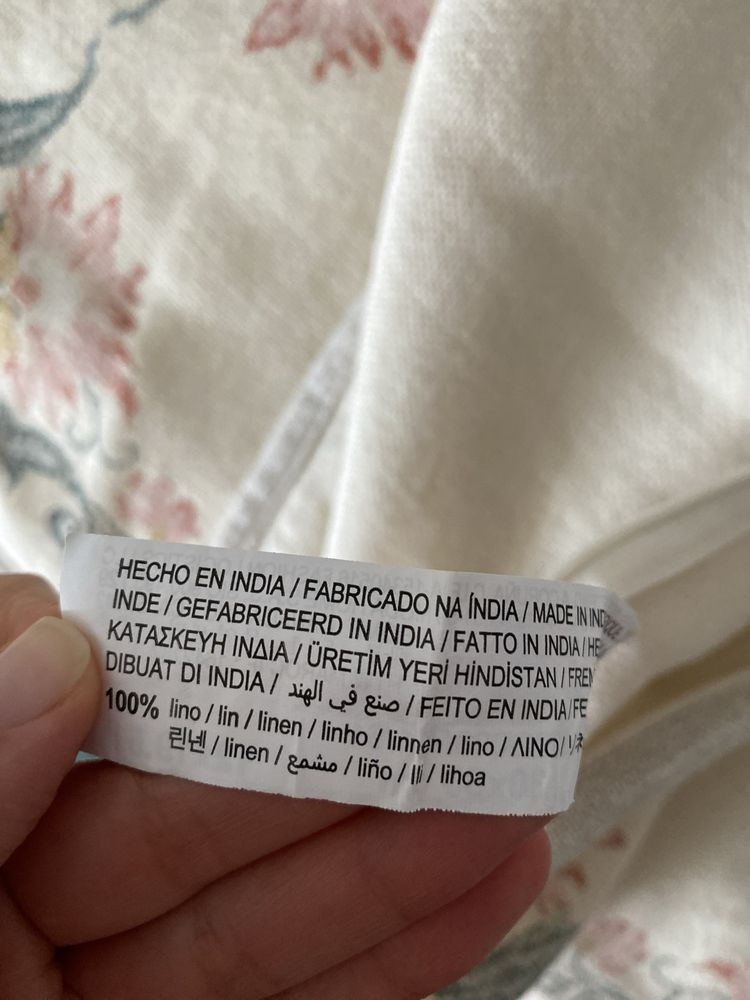 HECHO EN INDIA / FABRICADO NA ÍNDIA / MADE IN
INDE / GEFABRICEERD IN INDIA / FATTO IN INDIA /
ΚΑΤΑΣΚΕΥΗ ΙΝΔΙΑ / ÜRETİM YERİ HİNDİSTAN /
DIBUAT DI INDIA / صنع في الهند / FEITO EN INDIA /
100% lino / lin / linen / linho / linnen / lino / ΛΙΝΟ /
린넨 / linen / مشمع / liño / lli / lihoa